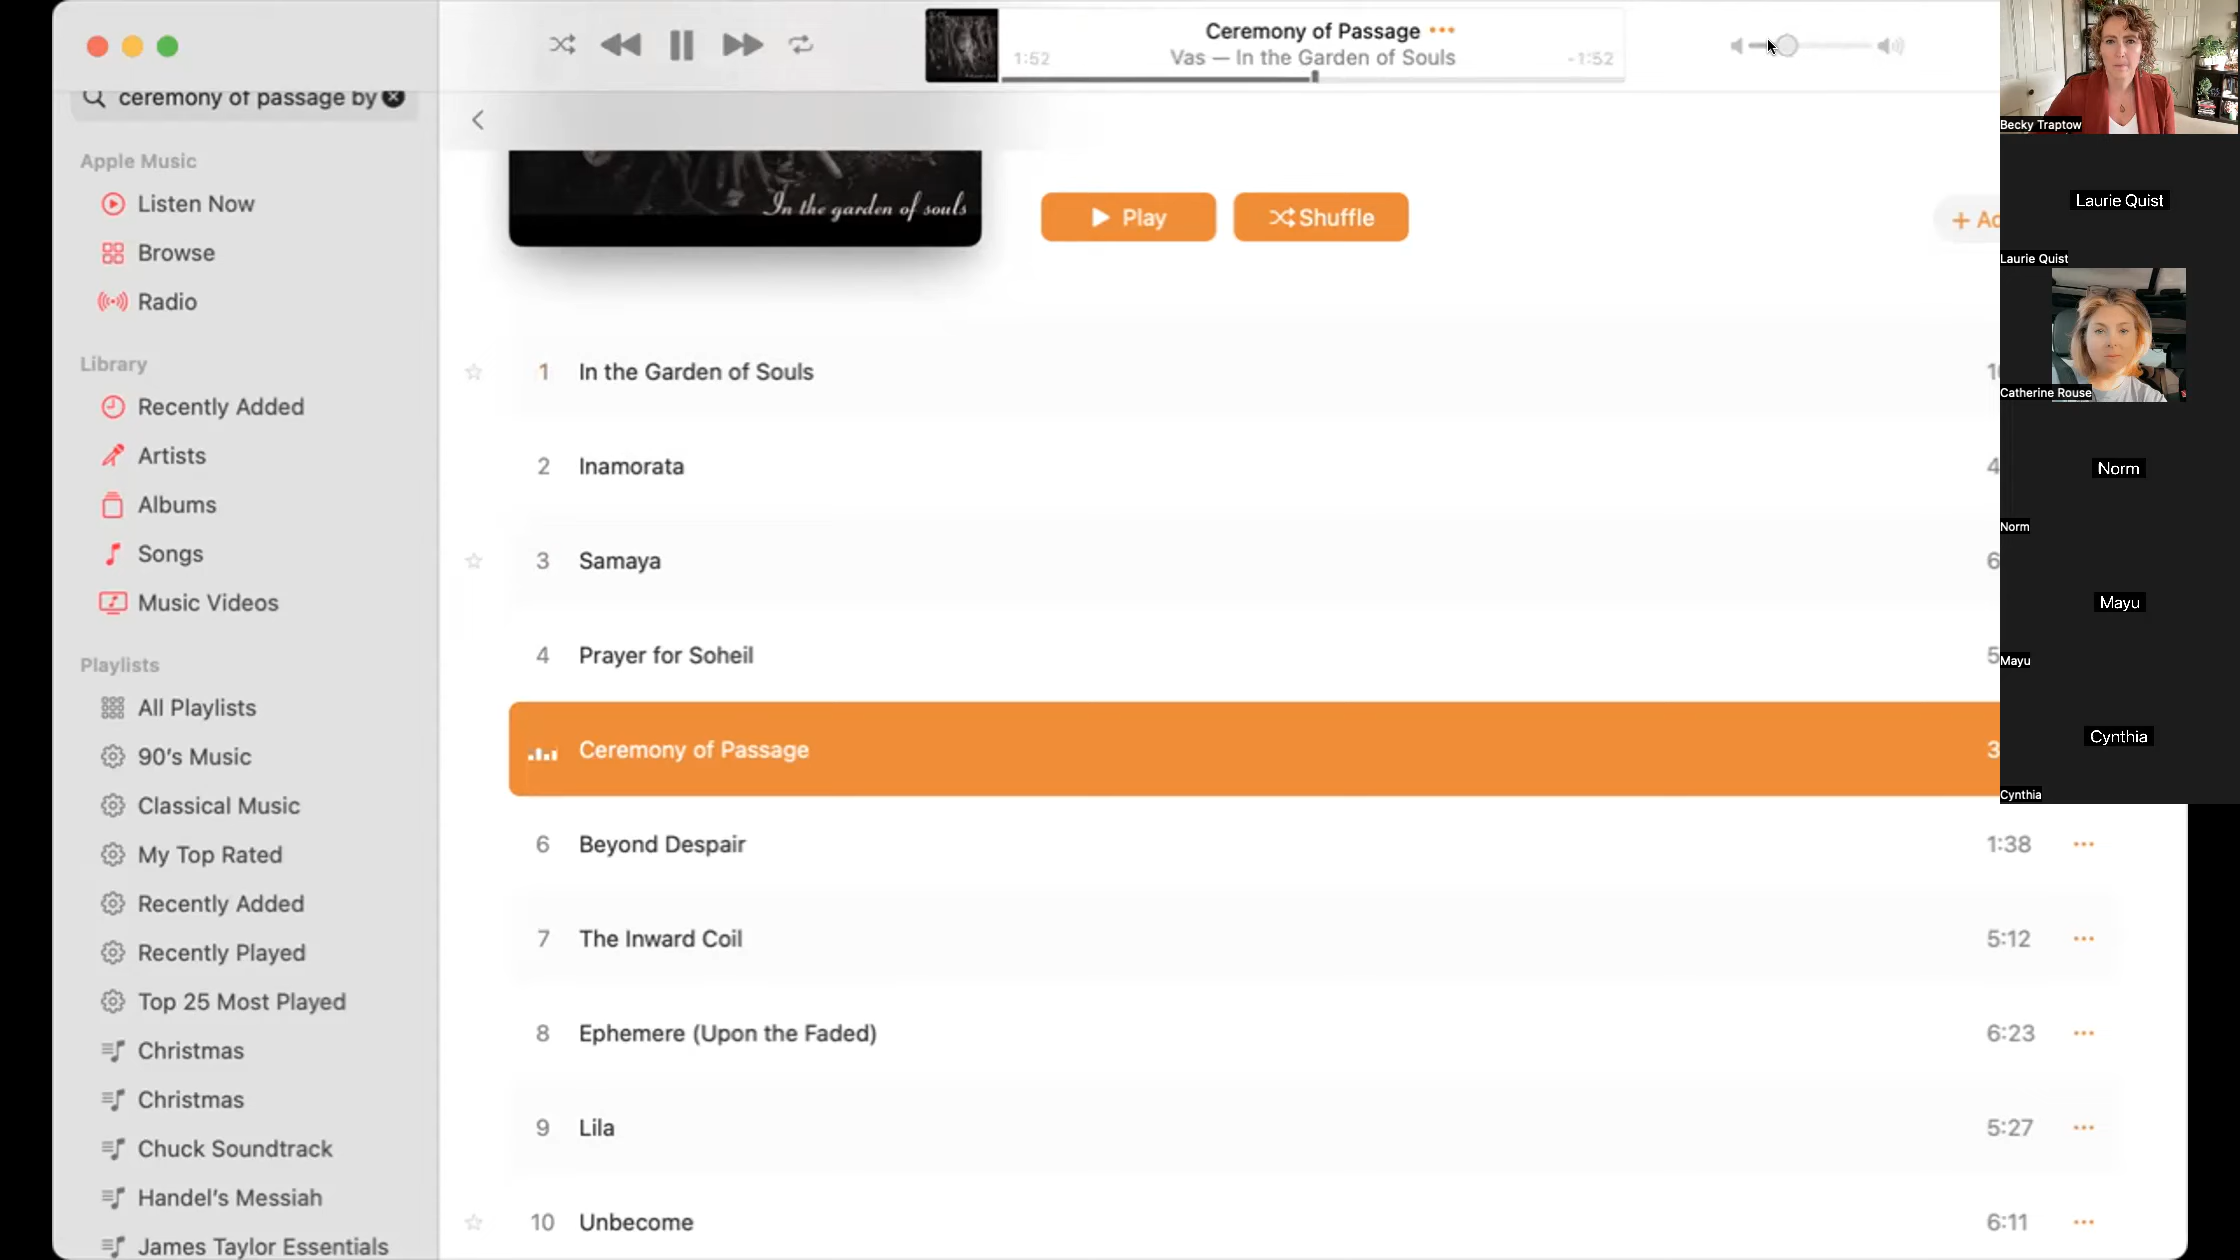 Ceremony of Passage
1:52
Vas — In the Garden of Souls
-1:52
ceremony of passage by
Apple Music
Listen Now
Browse
Radio
Library
Recently Added
Artists
Albums
Songs
Music Videos
Playlists
All Playlists
90's Music
Classical Music
My Top Rated
Recently Added
Recently Played
Top 25 Most Played
Christmas
Christmas
Chuck Soundtrack
Handel's Messiah
James Taylor Essentials
In the garden of souls
Play
Shuffle
1 In the Garden of Souls
2 Inamorata
3 Samaya
4 Prayer for Soheil
Ceremony of Passage
6 Beyond Despair 1:38
7 The Inward Coil 5:12
8 Ephemere (Upon the Faded) 6:23
9 Lila 5:27
10 Unbecome 6:11
Becky Traptow
Laurie Quist
Laurie Quist
Catherine Rouse
Norm
Norm
Mayu
Mayu
Cynthia
Cynthia